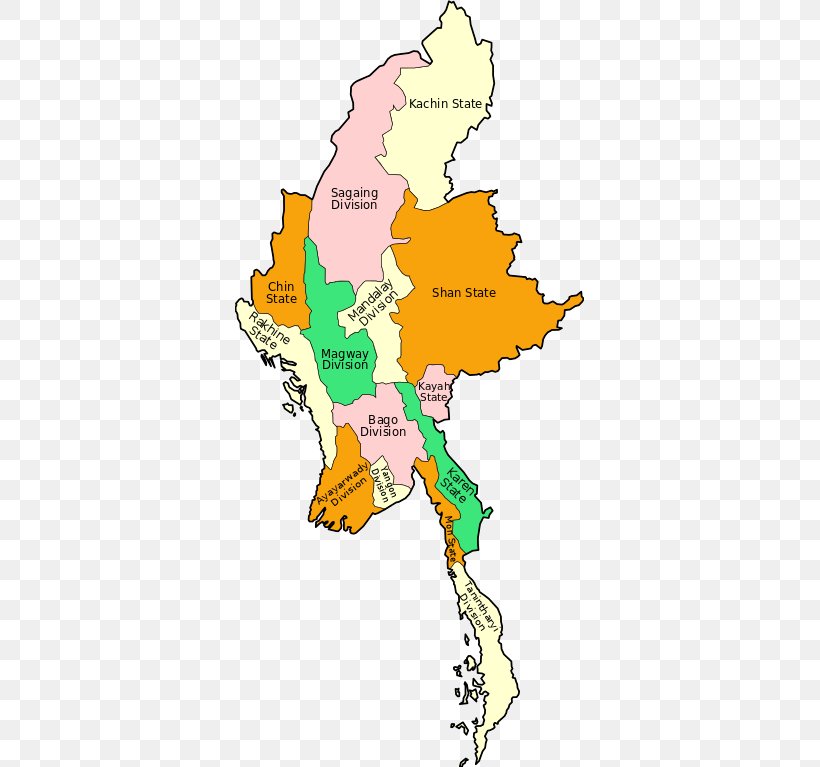 Kachin State
Sagaing
Division
Chin
State
Shan State
Mandalay
Division
Rakhine
State
Magway
Division
Kayah
State
Bago
Division
Ayayarwady
Division
Yangon
Division
Karen
State
Mon State
Tanintharyi
Division